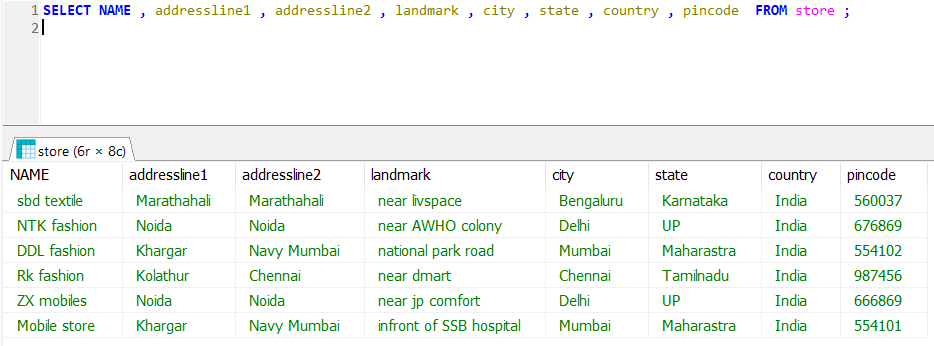 1 SELECT NAME , addressline1 , addressline2 , landmark , city , state , country , pincode FROM store ;
2
store (6r × 8c)
NAME addressline1 addressline2 landmark city state country pincode
sbd textile Marathahali Marathahali near livspace Bengaluru Karnataka India 560037
NTK fashion Noida Noida near AWHO colony Delhi UP India 676869
DDL fashion Khargar Navy Mumbai national park road Mumbai Maharastra India 554102
Rk fashion Kolathur Chennai near dmart Chennai Tamilnadu India 987456
ZX mobiles Noida Noida near jp comfort Delhi UP India 666869
Mobile store Khargar Navy Mumbai infront of SSB hospital Mumbai Maharastra India 554101